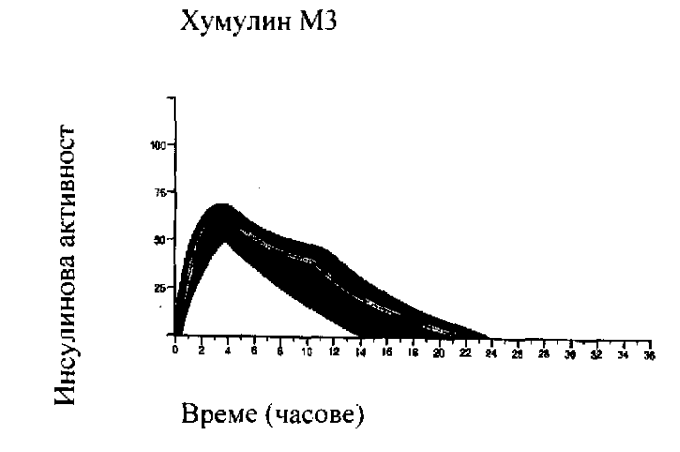 Хумулин М3
Инсулинова активност
100
75
50
25
0 2 4 6 8 10 12 14 16 18 20 22 24 26 28 30 32 34 36
Време (часове)